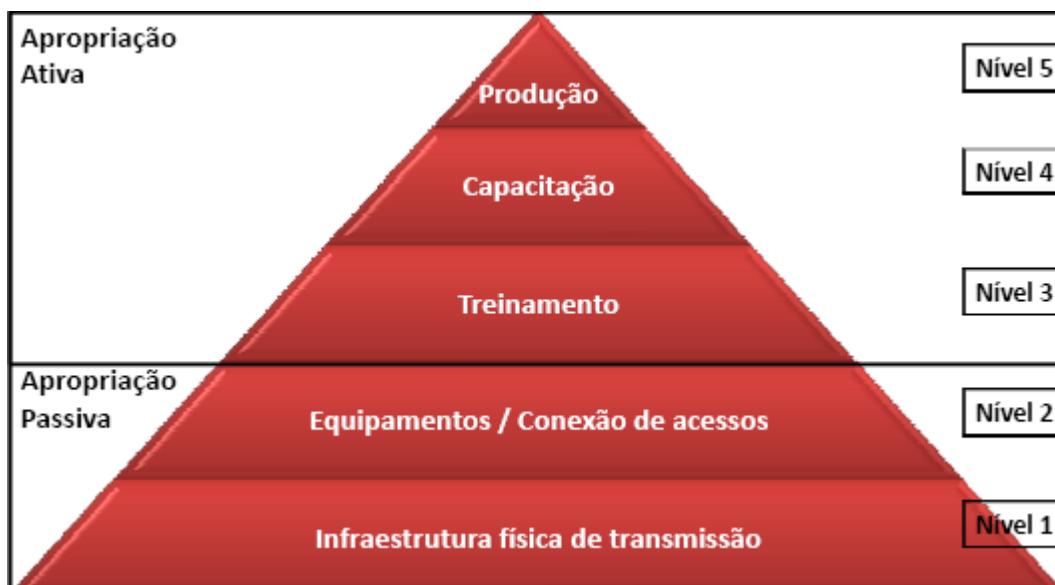 Apropriação
Ativa
Nível 5
Produção
Nível 4
Capacitação
Nível 3
Treinamento
Apropriação
Passiva
Nível 2
Equipamentos / Conexão de acessos
Nível 1
Infraestrutura física de transmissão